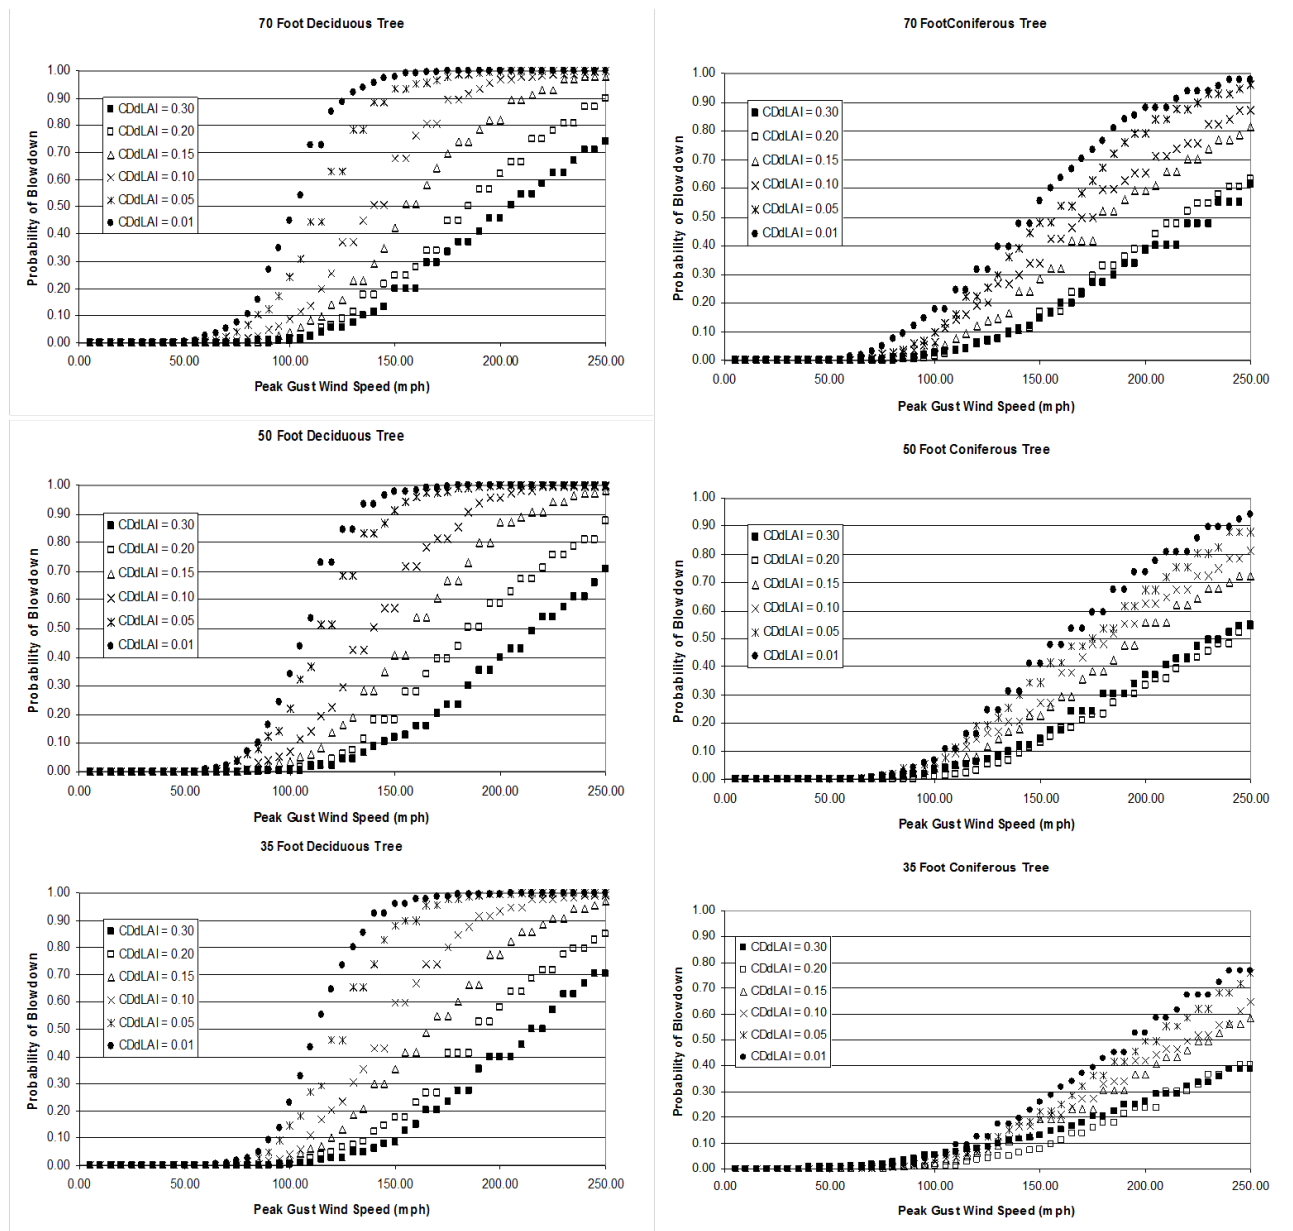 70 Foot Deciduous Tree
Probability of Blowdown
1.00
0.90
0.80
0.70
0.60
0.50
0.40
0.30
0.20
0.10
0.00
CDdLAI = 0.30
CDdLAI = 0.20
CDdLAI = 0.15
CDdLAI = 0.10
CDdLAI = 0.05
CDdLAI = 0.01
0.00 50.00 100.00 150.00 200.00 250.00
Peak Gust Wind Speed (mph)
70 FootConiferous Tree
Probability of Blowdown
1.00
0.90
0.80
0.70
0.60
0.50
0.40
0.30
0.20
0.10
0.00
CDdLAI = 0.30
CDdLAI = 0.20
CDdLAI = 0.15
CDdLAI = 0.10
CDdLAI = 0.05
CDdLAI = 0.01
0.00 50.00 100.00 150.00 200.00 250.00
Peak Gust Wind Speed (mph)
50 Foot Deciduous Tree
Probability of Blowdown
1.00
0.90
0.80
0.70
0.60
0.50
0.40
0.30
0.20
0.10
0.00
CDdLAI = 0.30
CDdLAI = 0.20
CDdLAI = 0.15
CDdLAI = 0.10
CDdLAI = 0.05
CDdLAI = 0.01
0.00 50.00 100.00 150.00 200.00 250.00
Peak Gust Wind Speed (mph)
50 Foot Coniferous Tree
Probability of Blowdown
1.00
0.90
0.80
0.70
0.60
0.50
0.40
0.30
0.20
0.10
0.00
CDdLAI = 0.30
CDdLAI = 0.20
CDdLAI = 0.15
CDdLAI = 0.10
CDdLAI = 0.05
CDdLAI = 0.01
0.00 50.00 100.00 150.00 200.00 250.00
Peak Gust Wind Speed (mph)
35 Foot Deciduous Tree
Probability of Blowdown
1.00
0.90
0.80
0.70
0.60
0.50
0.40
0.30
0.20
0.10
0.00
CDdLAI = 0.30
CDdLAI = 0.20
CDdLAI = 0.15
CDdLAI = 0.10
CDdLAI = 0.05
CDdLAI = 0.01
0.00 50.00 100.00 150.00 200.00 250.00
Peak Gust Wind Speed (mph)
35 Foot Coniferous Tree
Probability of Blowdown
1.00
0.90
0.80
0.70
0.60
0.50
0.40
0.30
0.20
0.10
0.00
CDdLAI = 0.30
CDdLAI = 0.20
CDdLAI = 0.15
CDdLAI = 0.10
CDdLAI = 0.05
CDdLAI = 0.01
0.00 50.00 100.00 150.00 200.00 250.00
Peak Gust Wind Speed (mph)